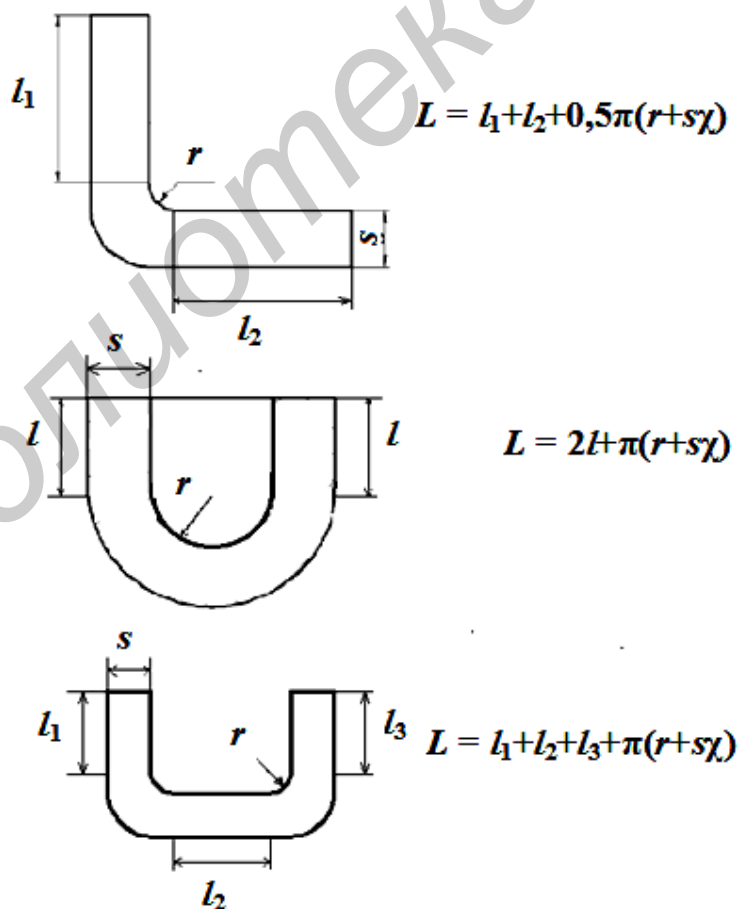 l₁
r
L = l₁+l₂+0,5π(r+sχ)
s
l₂
s
l
l
r
L = 2l+π(r+sχ)
s
l₁
r
l₃
L = l₁+l₂+l₃+π(r+sχ)
l₂